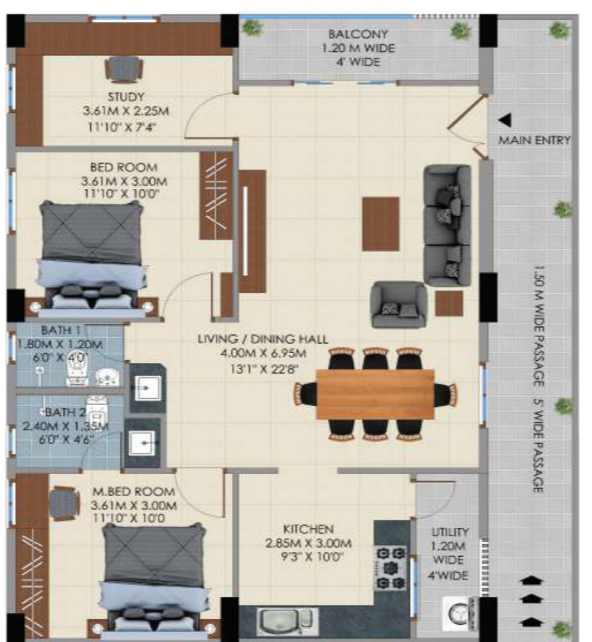 BALCONY
1.20 M WIDE
4' WIDE
STUDY
3.61M X 2.25M
11'10" X 7'4"
MAIN ENTRY
BED ROOM
3.61M X 3.00M
11'10" X 10'0"
1.50 M WIDE PASSAGE 5' WIDE PASSAGE
BATH 1
1.80M X 1.20M
6'0" X 4'0"
LIVING / DINING HALL
4.00M X 6.95M
13'1" X 22'8"
BATH 2
2.40M X 1.35M
6'0" X 4'6"
M.BED ROOM
3.61M X 3.00M
11'10" X 10'0
KITCHEN
2.85M X 3.00M
9'3" X 10'0"
UTILITY
1.20M
WIDE
4'WIDE